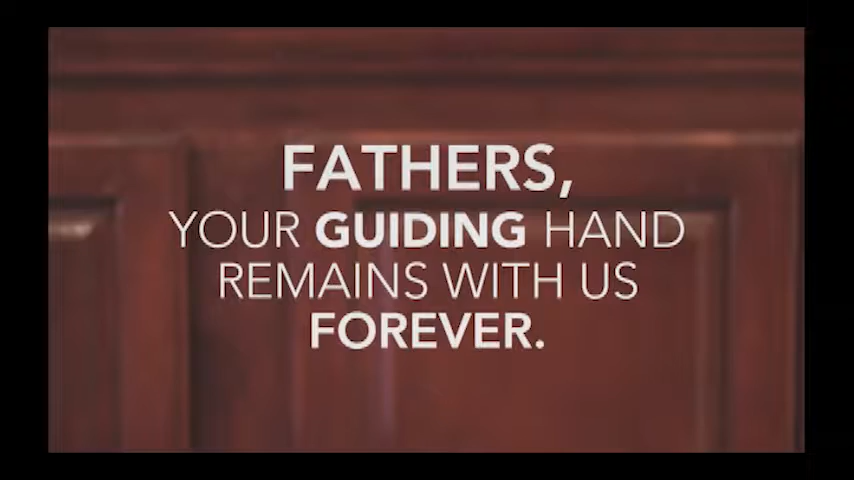 FATHERS,
YOUR GUIDING HAND
REMAINS WITH US
FOREVER.